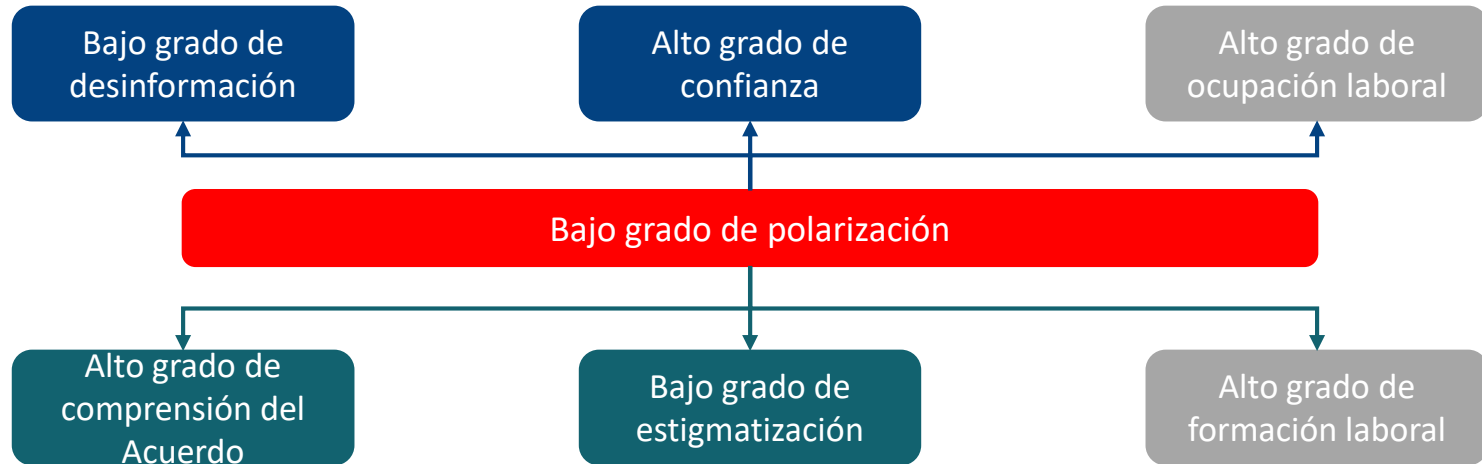 Bajo grado de
desinformación
Alto grado de
confianza
Alto grado de
ocupación laboral
Bajo grado de polarización
Alto grado de
comprensión del
Acuerdo
Bajo grado de
estigmatización
Alto grado de
formación laboral